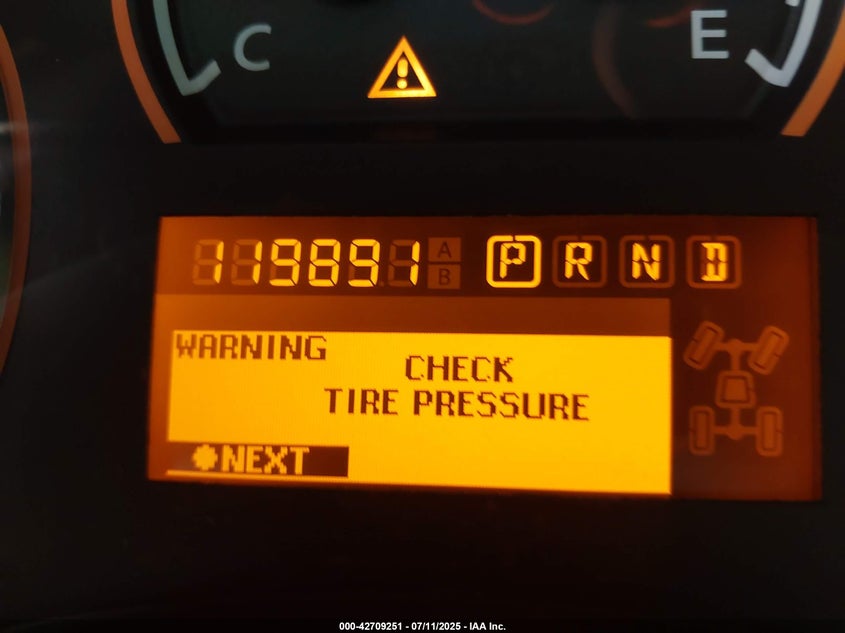 C
E
119891
A
B
P R N D
WARNING
CHECK
TIRE PRESSURE
NEXT
000-42709251 - 07/11/2025 - IAA Inc.